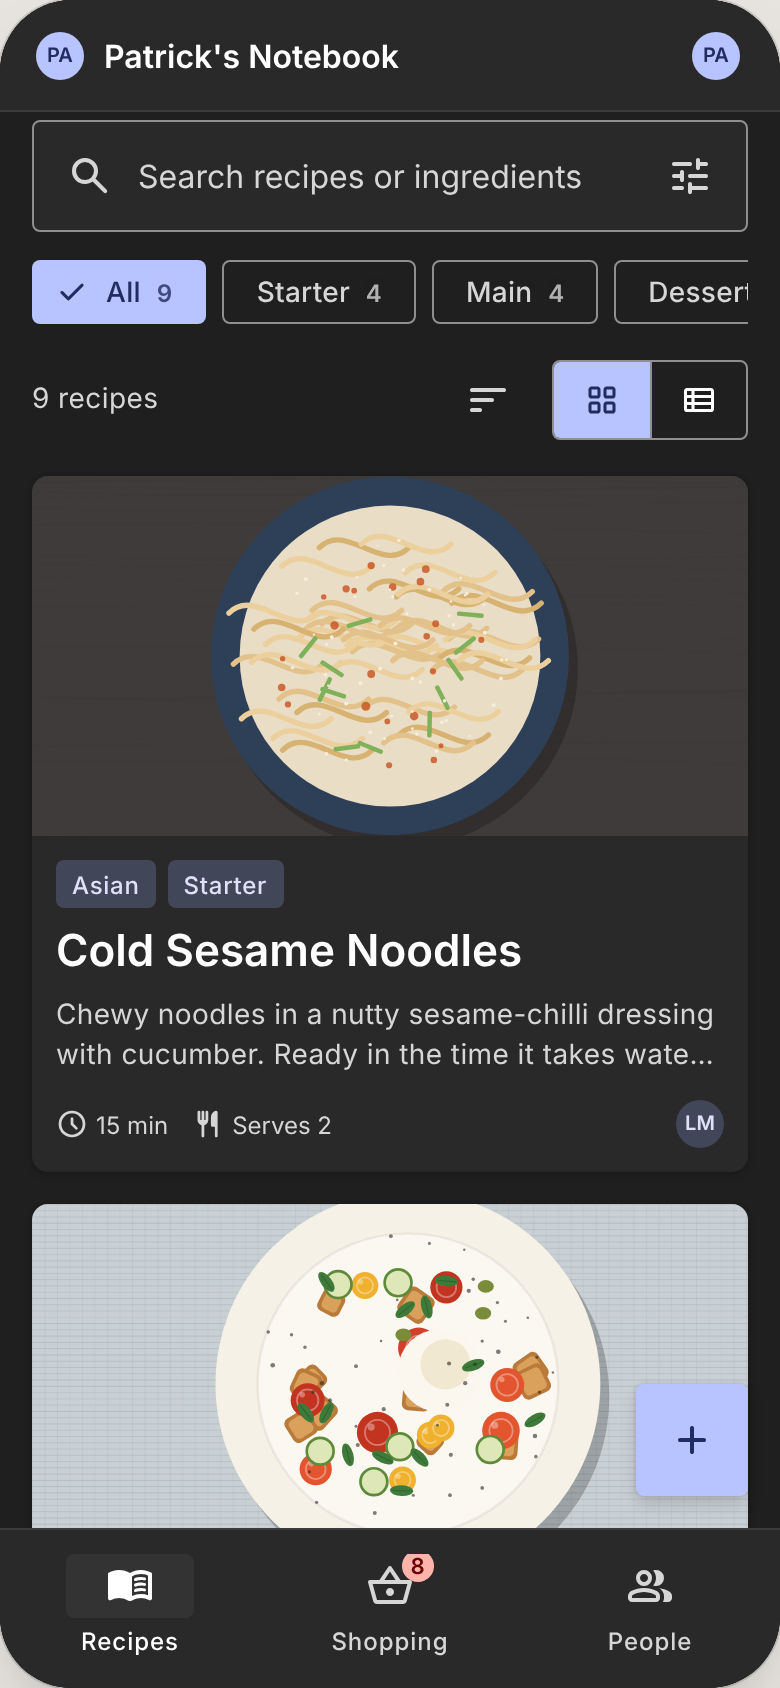 PA Patrick's Notebook PA
Search recipes or ingredients
All 9 Starter 4 Main 4 Dessert
9 recipes
Asian Starter
Cold Sesame Noodles
Chewy noodles in a nutty sesame-chilli dressing
with cucumber. Ready in the time it takes wate...
15 min Serves 2 LM
8
Recipes Shopping People